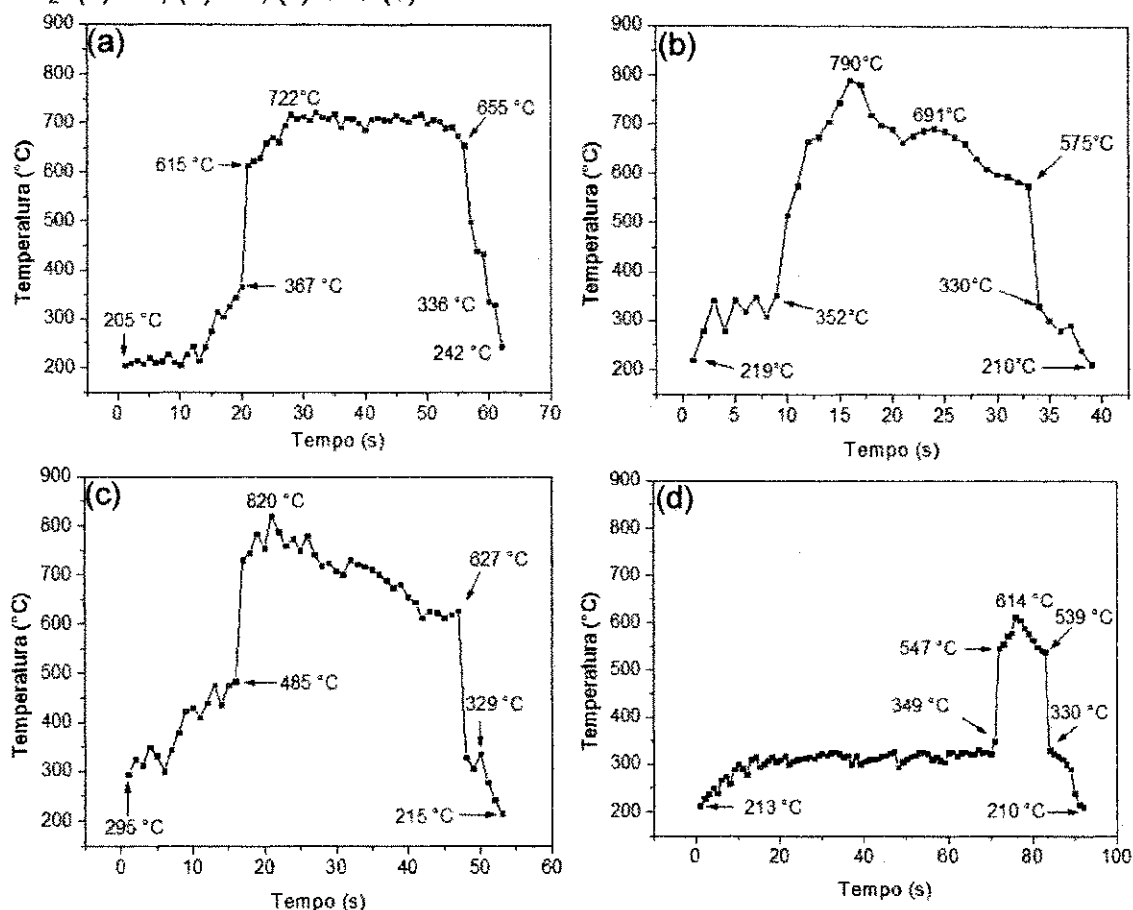 (a)
900
800
700
600
500
400
300
200
Temperatura (°C)
722°C
655 °C
615 °C
367 °C
336 °C
205 °C
242 °C
0 10 20 30 40 50 60 70
Tempo (s)
(b)
900
800
700
600
500
400
300
200
Temperatura (°C)
790°C
691°C
575°C
330°C
352 °C
219°C
210°C
0 5 10 15 20 25 30 35 40
Tempo (s)
(c)
900
800
700
600
500
400
300
200
Temperatura (°C)
820 °C
627 °C
485 °C
329 °C
295 °C
215 °C
0 10 20 30 40 50 60
Tempo (s)
(d)
900
800
700
600
500
400
300
200
Temperatura (°C)
614 °C
539 °C
547 °C
349 °C
330 °C
213 °C
210 °C
0 20 40 60 80 100
Tempo (s)